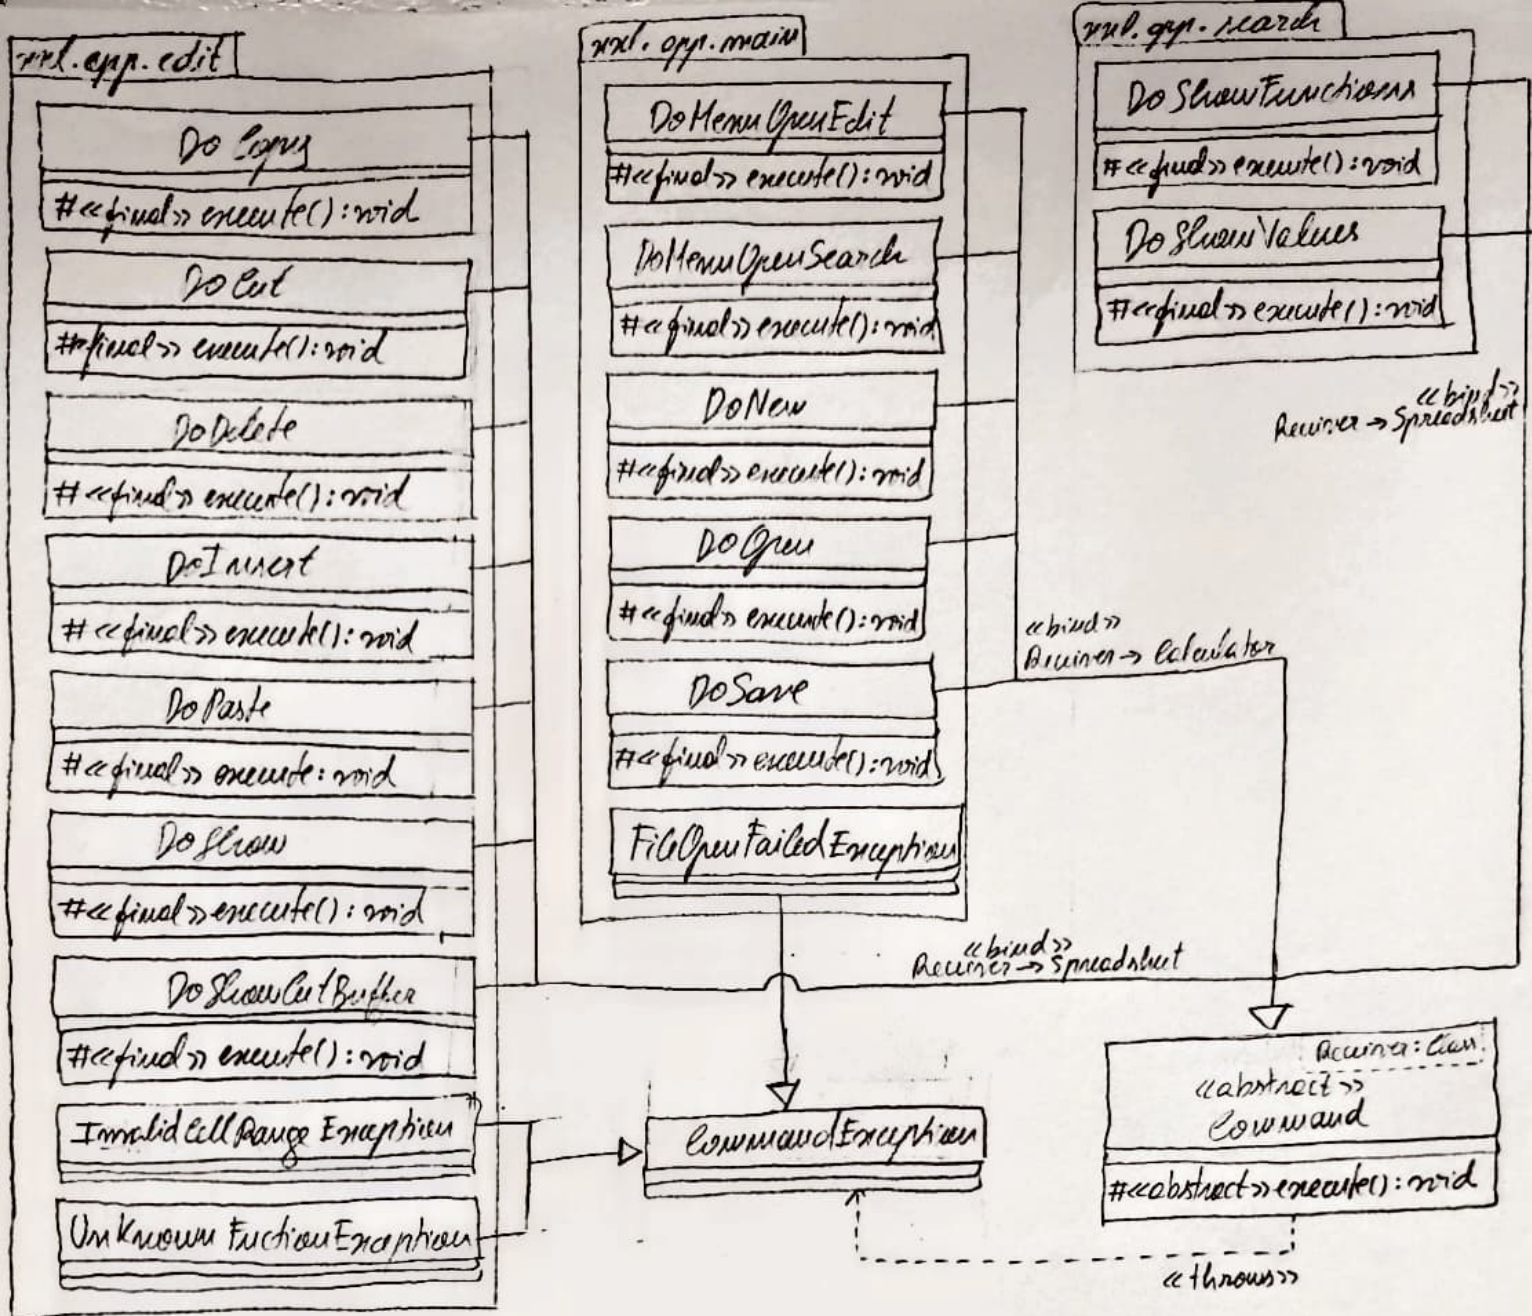 xxl.app.edit
DoCopy
#<<final>> execute():void
DoCut
#<final>> execute():void
DoDelete
#<<final>> execute():void
DoInsert
#<<final>> execute():void
DoPaste
#<<final>> execute:void
DoShow
#<<final>> execute():void
DoShowCutBuffer
#<<final>> execute():void
InvalidCellRangeException
UnKnownFuctionException
xxl.app.main
DoMenuOpenEdit
#<<final>> execute():void
DoMenuOpenSearch
#<<final>> execute():void
DoNew
#<<final>> execute():void
DoOpen
#<<final>> execute():void
DoSave
#<<final>> execute():void
FileOpenFailedException
xxl.app.search
DoShowFunctions
#<<final>> execute():void
DoShowValues
#<<final>> execute():void
<<bind>>
Receiver→Spreadsheet
<<bind>>
Receiver→Calculator
<<bind>>
Receiver→Spreadsheet
CommandException
Receiver:Class
<<abstract>>
Command
#<<abstract>> execute():void
<<throws>>